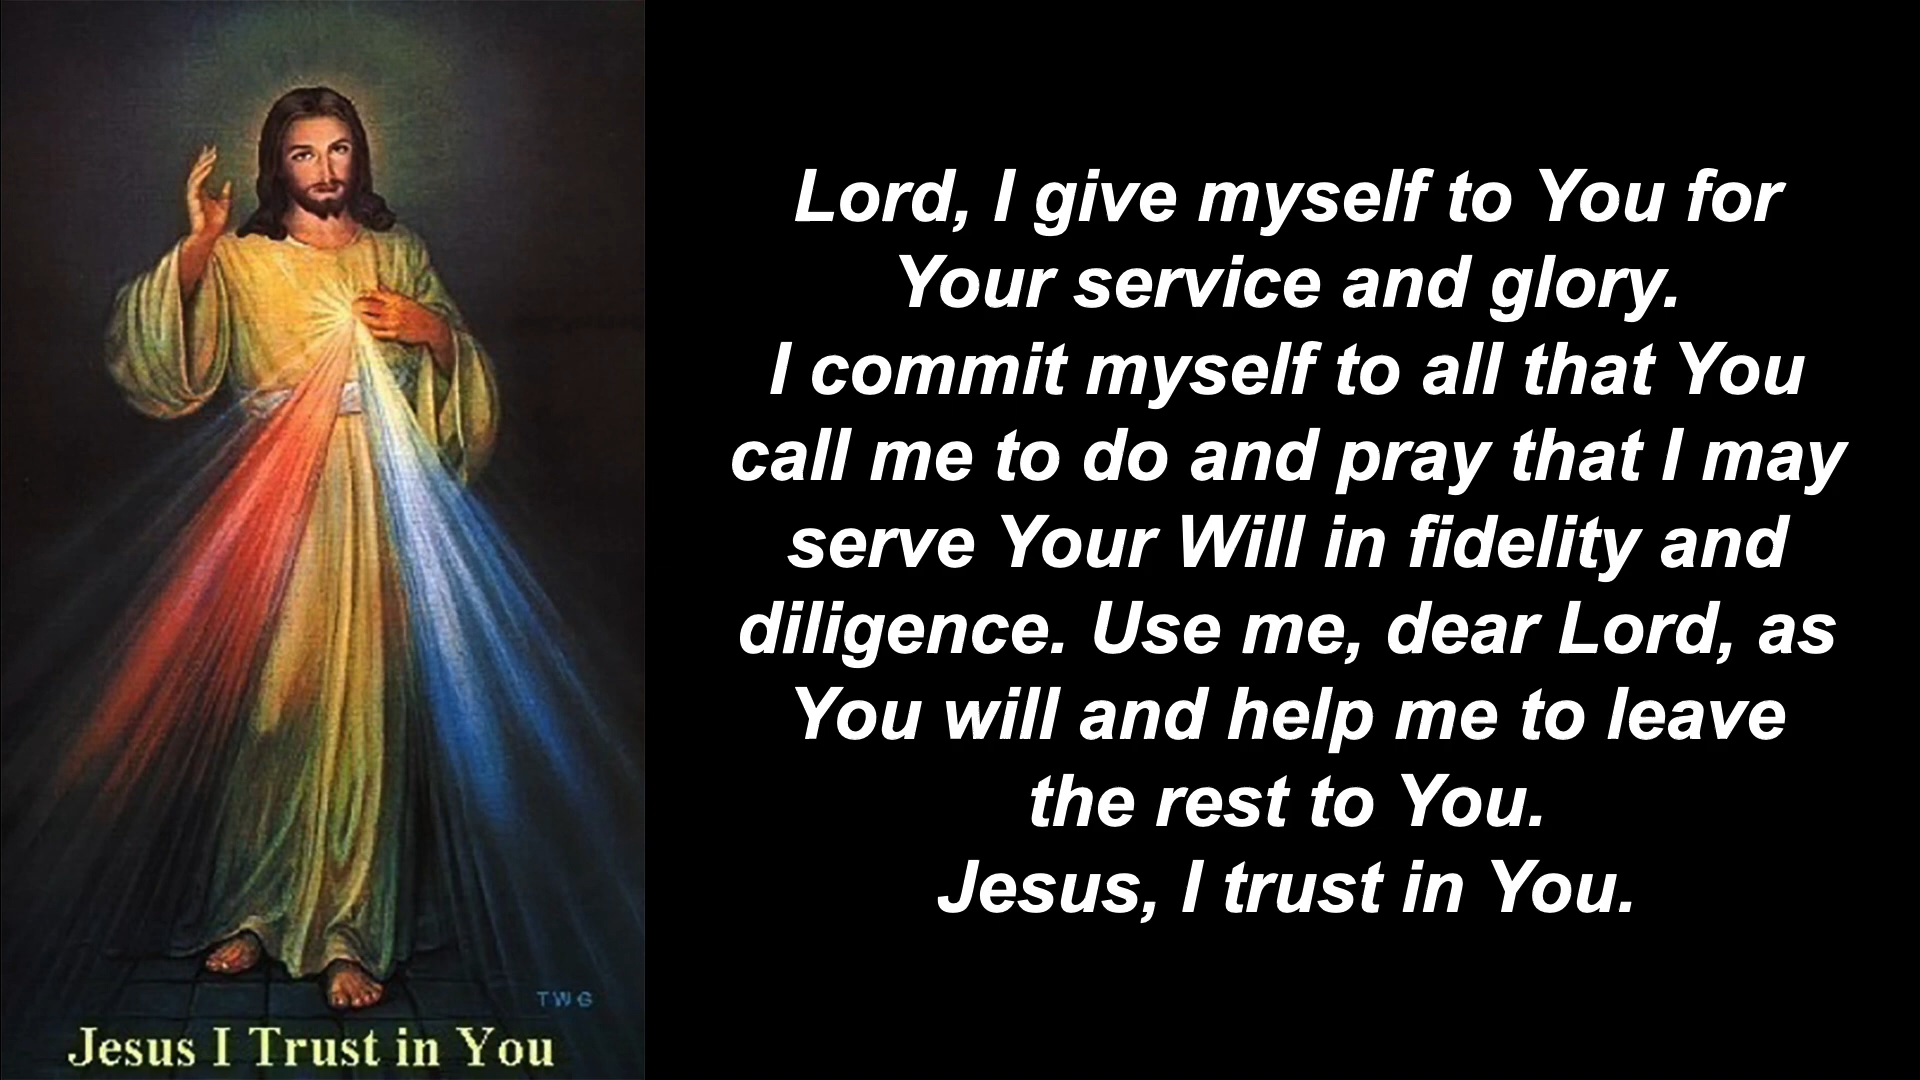 Lord, I give myself to You for
Your service and glory.
I commit myself to all that You
call me to do and pray that I may
serve Your Will in fidelity and
diligence. Use me, dear Lord, as
You will and help me to leave
the rest to You.
Jesus, I trust in You.
TWG
Jesus I Trust in You